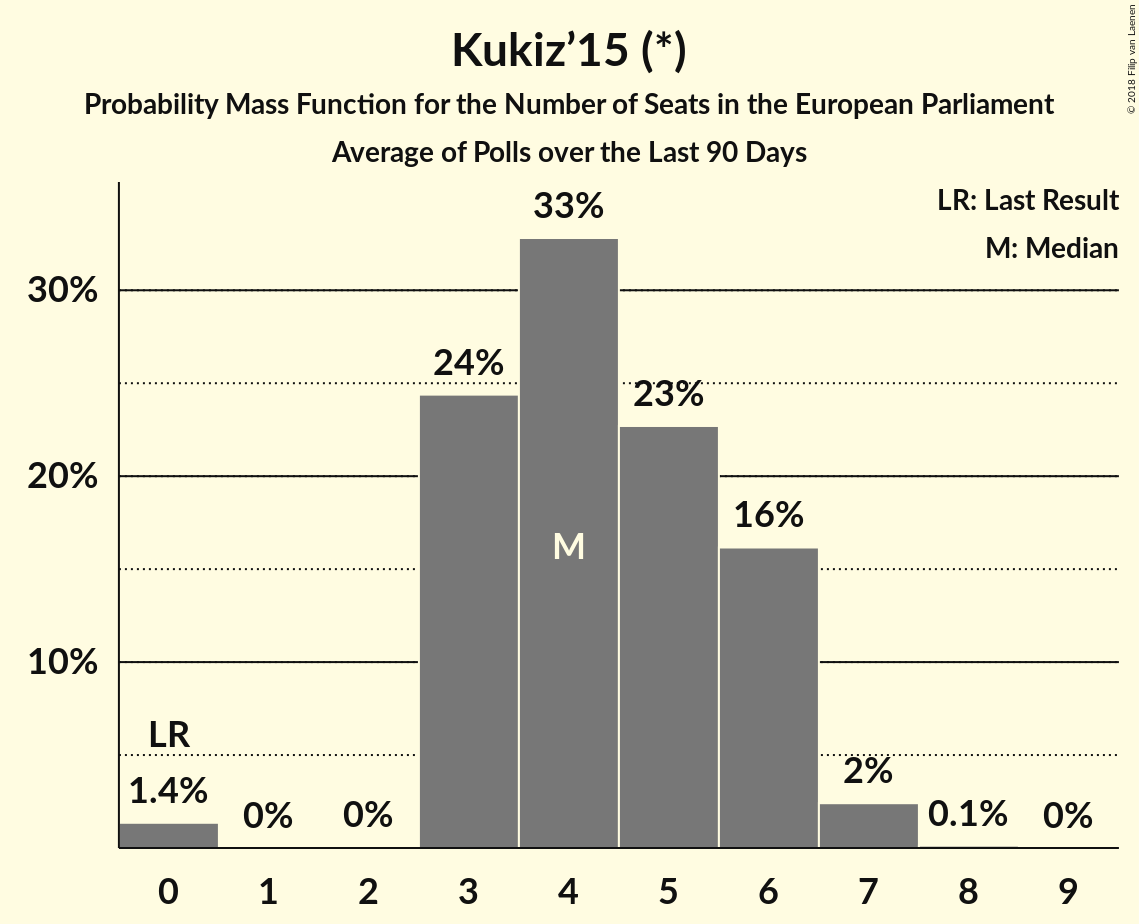 Kukiz’15 (*)
Probability Mass Function for the Number of Seats in the European Parliament
Average of Polls over the Last 90 Days
© 2018 Filip van Laenen
LR: Last Result
M: Median
33%
30%
24%
23%
20%
16%
M
10%
LR
1.4%
0%
0%
2%
0.1%
0%
0 1 2 3 4 5 6 7 8 9